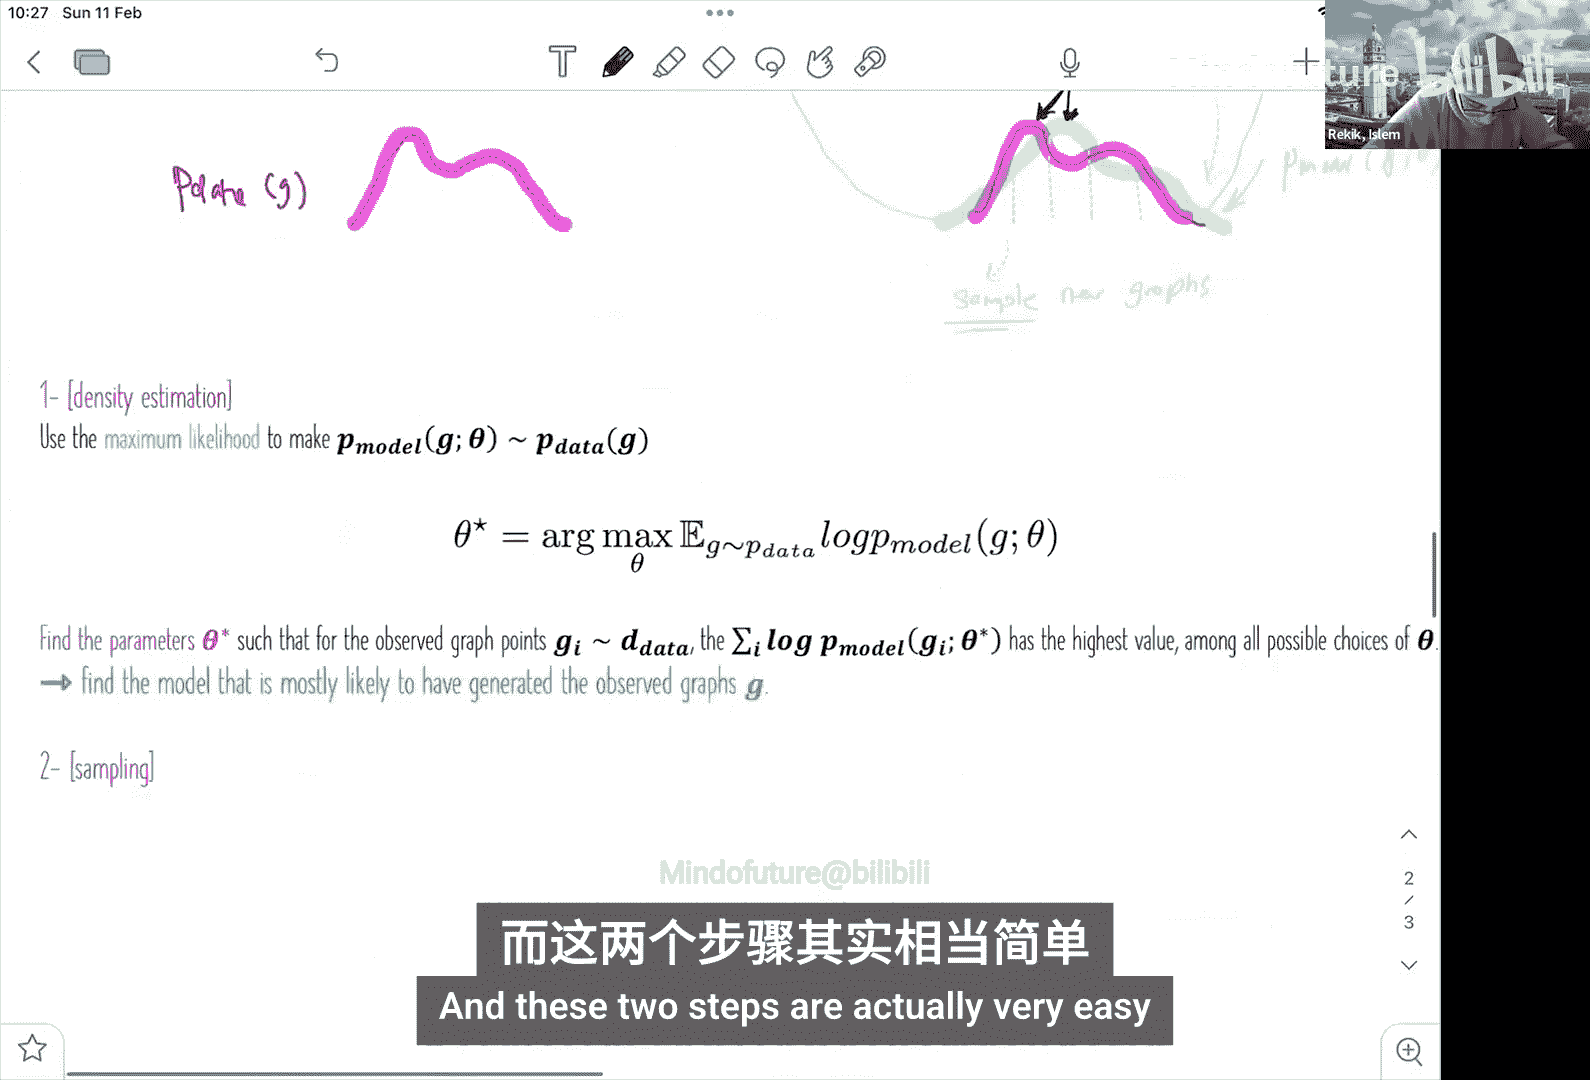 10:27 Sun 11 Feb
ture bilibili
Rekik, Islem
Pdata (g)
sample new graphs
1- [density estimation]
Use the maximum likelihood to make p_model(g; θ) ~ p_data(g)
θ* = arg max_θ 𝔼_g~p_data log p_model(g; θ)
Find the parameters θ* such that for the observed graph points g_i ~ d_data, the ∑_i log p_model(g_i; θ*) has the highest value, among all possible choices of θ.
→ find the model that is mostly likely to have generated the observed graphs g.
2- [sampling]
2
/
3
Mindofuture@bilibili
而这两个步骤其实相当简单
And these two steps are actually very easy